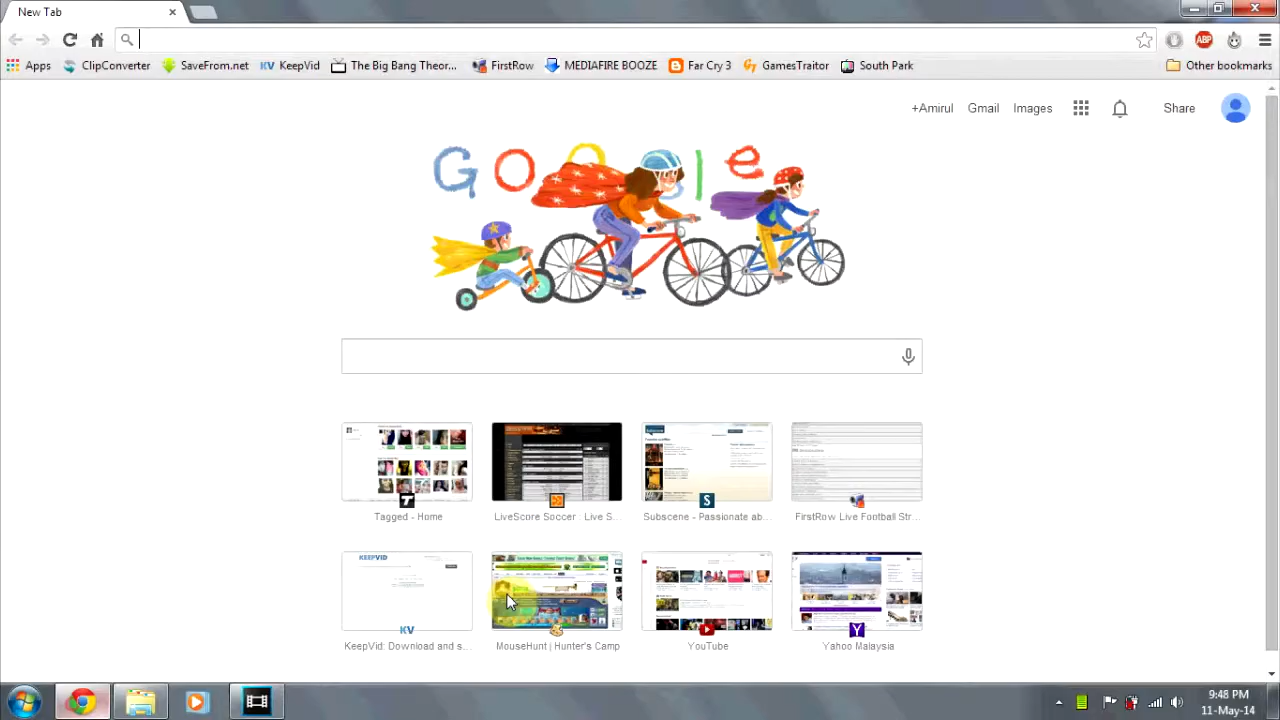 New Tab
Apps ClipConverter SaveFrom.net KeepVid The Big Bang Theor... FirstRow MEDIAFIRE BOOZE Far Cry 3 GamesTraitor South Park Other bookmarks
+Amirul Gmail Images Share
Google
Tagged - Home LiveScore Soccer : Live S... Subscene - Passionate ab... FirstRow Live Football Str...
KEEPVID
KeepVid: Download and s... MouseHunt | Hunter's Camp YouTube Yahoo Malaysia
9:48 PM
11-May-14